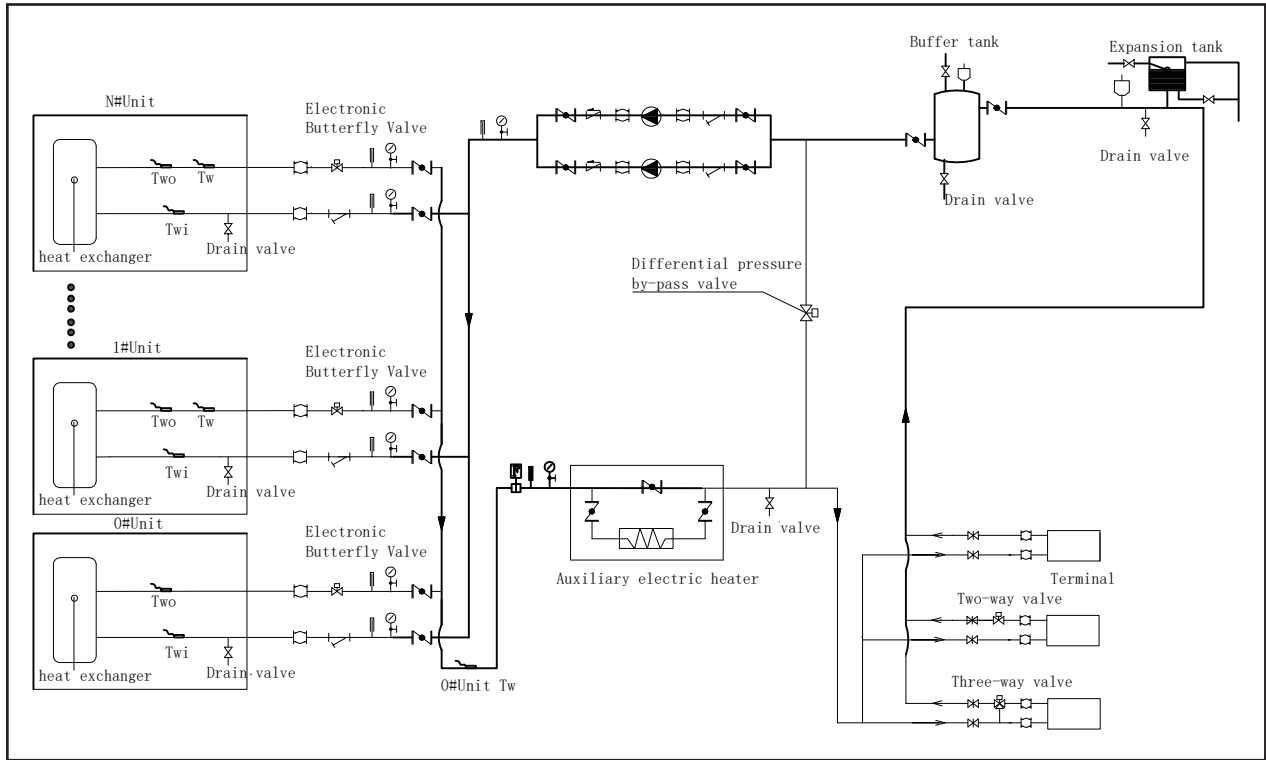 Buffer tank
Expansion tank
N#Unit
Electronic
Butterfly Valve
Two
Tw
Drain valve
Twi
Drain valve
Drain valve
heat exchanger
Differential pressure
by-pass valve
1#Unit
Electronic
Butterfly Valve
Two
Tw
Twi
Drain valve
heat exchanger
0#Unit
Electronic
Butterfly Valve
Drain valve
Auxiliary electric heater
Terminal
Two
Two-way valve
Twi
Drain valve
heat exchanger
0#Unit Tw
Three-way valve